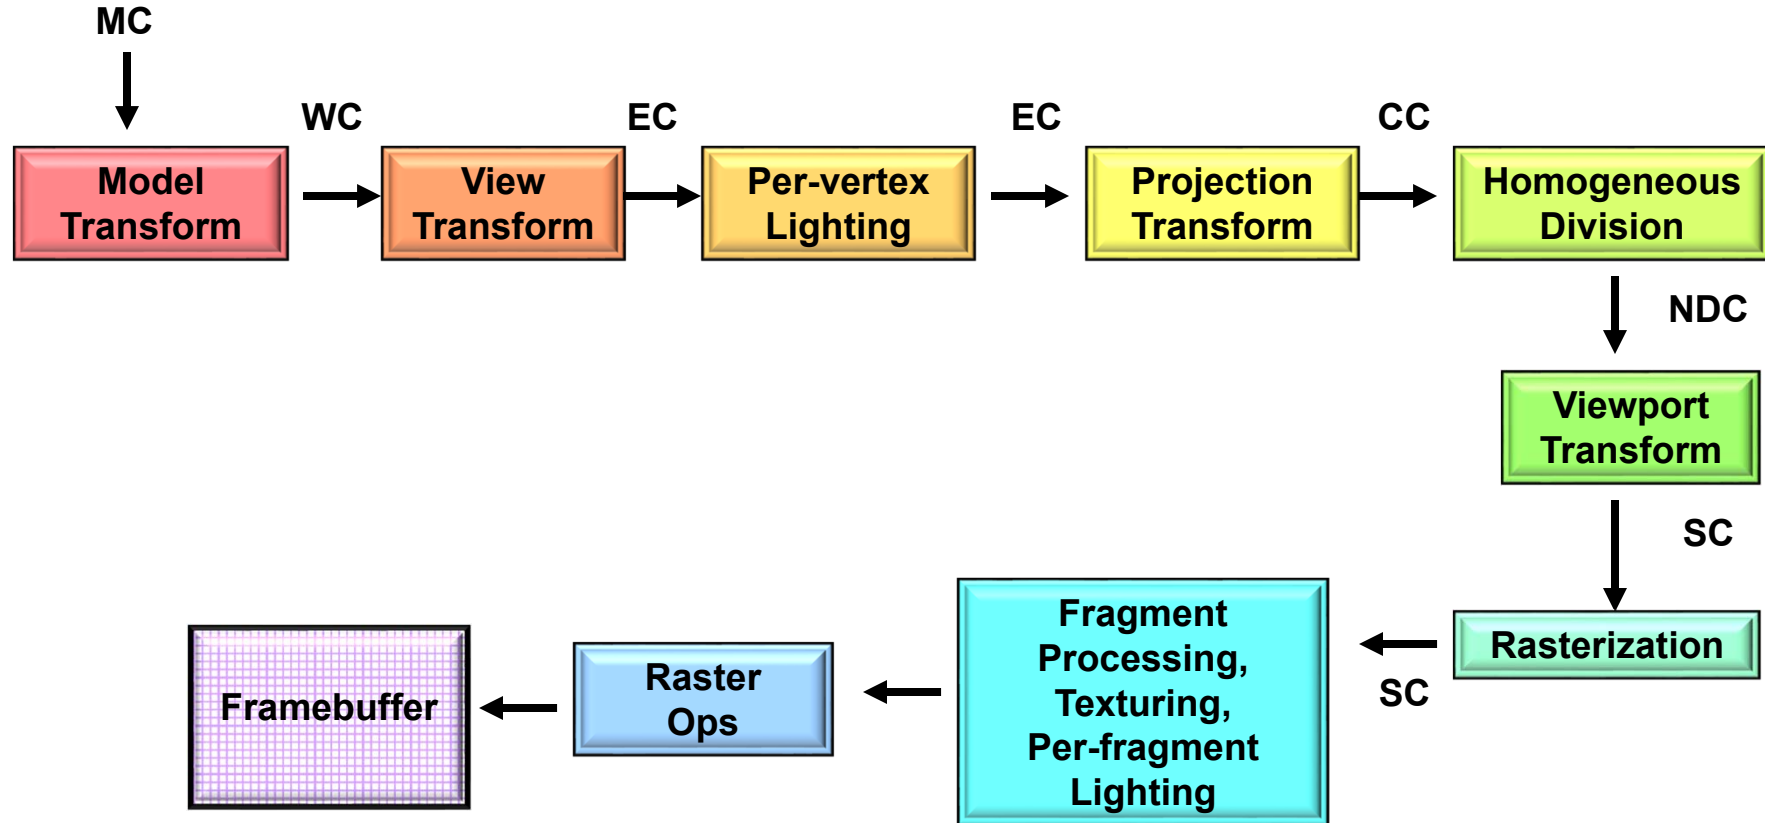 MC
WC
EC
EC
CC
Model
Transform
View
Transform
Per-vertex
Lighting
Projection
Transform
Homogeneous
Division
NDC
Viewport
Transform
SC
Rasterization
SC
Fragment
Processing,
Texturing,
Per-fragment
Lighting
Raster
Ops
Framebuffer